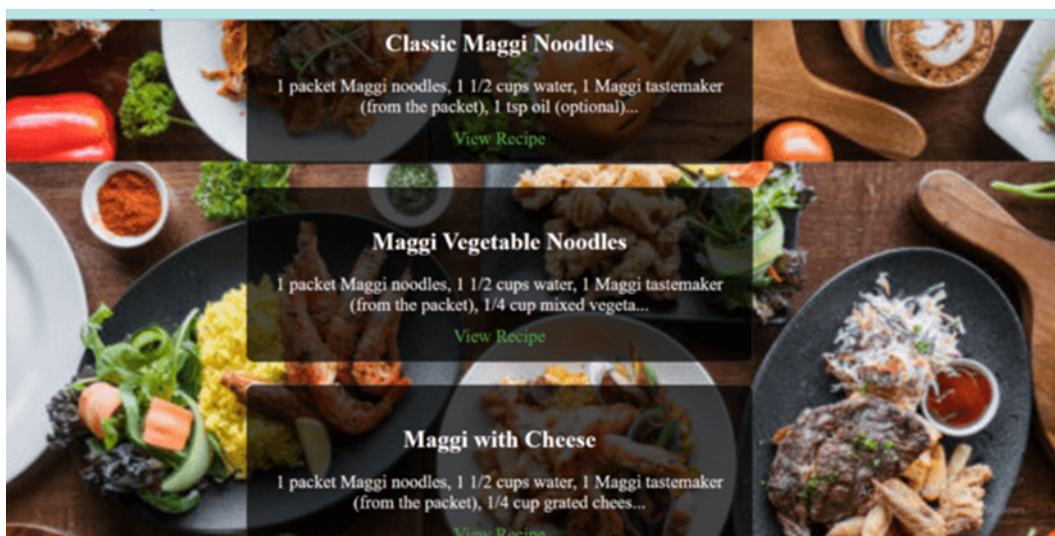 Classic Maggi Noodles
1 packet Maggi noodles, 1 1/2 cups water, 1 Maggi tastemaker
(from the packet), 1 tsp oil (optional)...
View Recipe
Maggi Vegetable Noodles
1 packet Maggi noodles, 1 1/2 cups water, 1 Maggi tastemaker
(from the packet), 1/4 cup mixed vegeta...
View Recipe
Maggi with Cheese
1 packet Maggi noodles, 1 1/2 cups water, 1 Maggi tastemaker
(from the packet), 1/4 cup grated chees...
View Recipe